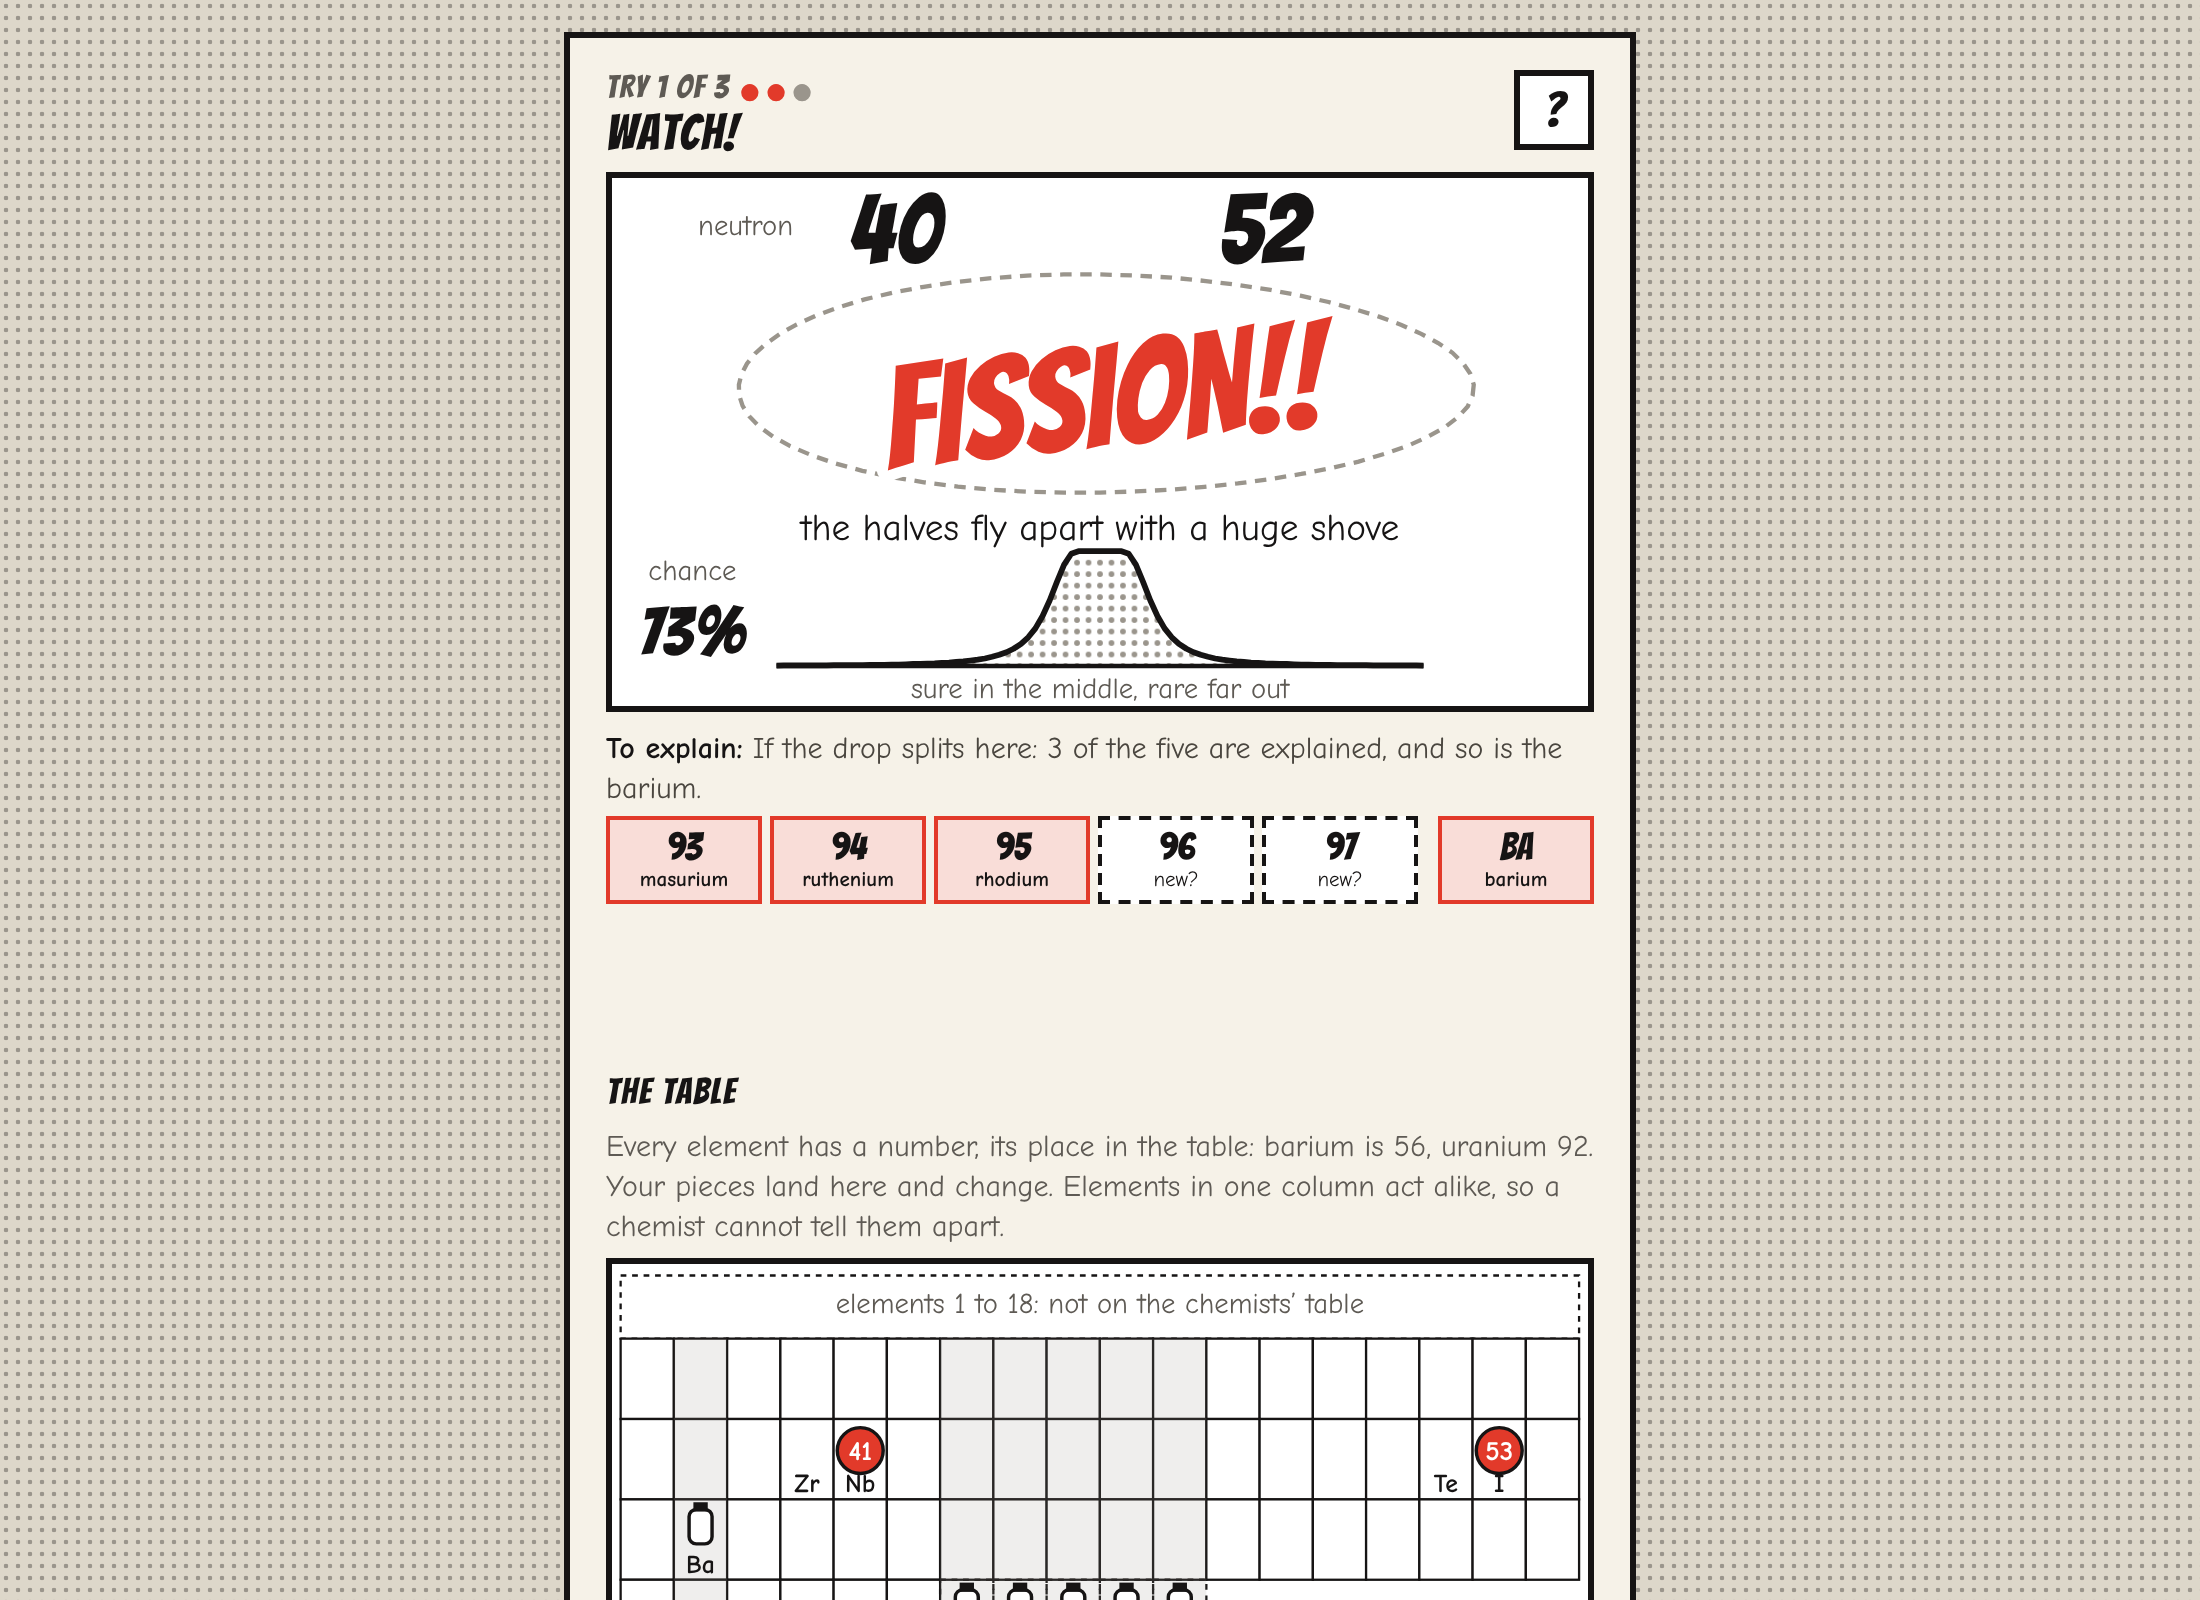 TRY 1 OF 3
WATCH!
?
neutron 40 52
FISSION!!
the halves fly apart with a huge shove
chance
73%
sure in the middle, rare far out
To explain: If the drop splits here: 3 of the five are explained, and so is the
barium.
93 94 95 96 97 BA
masurium ruthenium rhodium new? new? barium
THE TABLE
Every element has a number, its place in the table: barium is 56, uranium 92.
Your pieces land here and change. Elements in one column act alike, so a
chemist cannot tell them apart.
elements 1 to 18: not on the chemists’ table
41 53
Zr Nb Te I
Ba